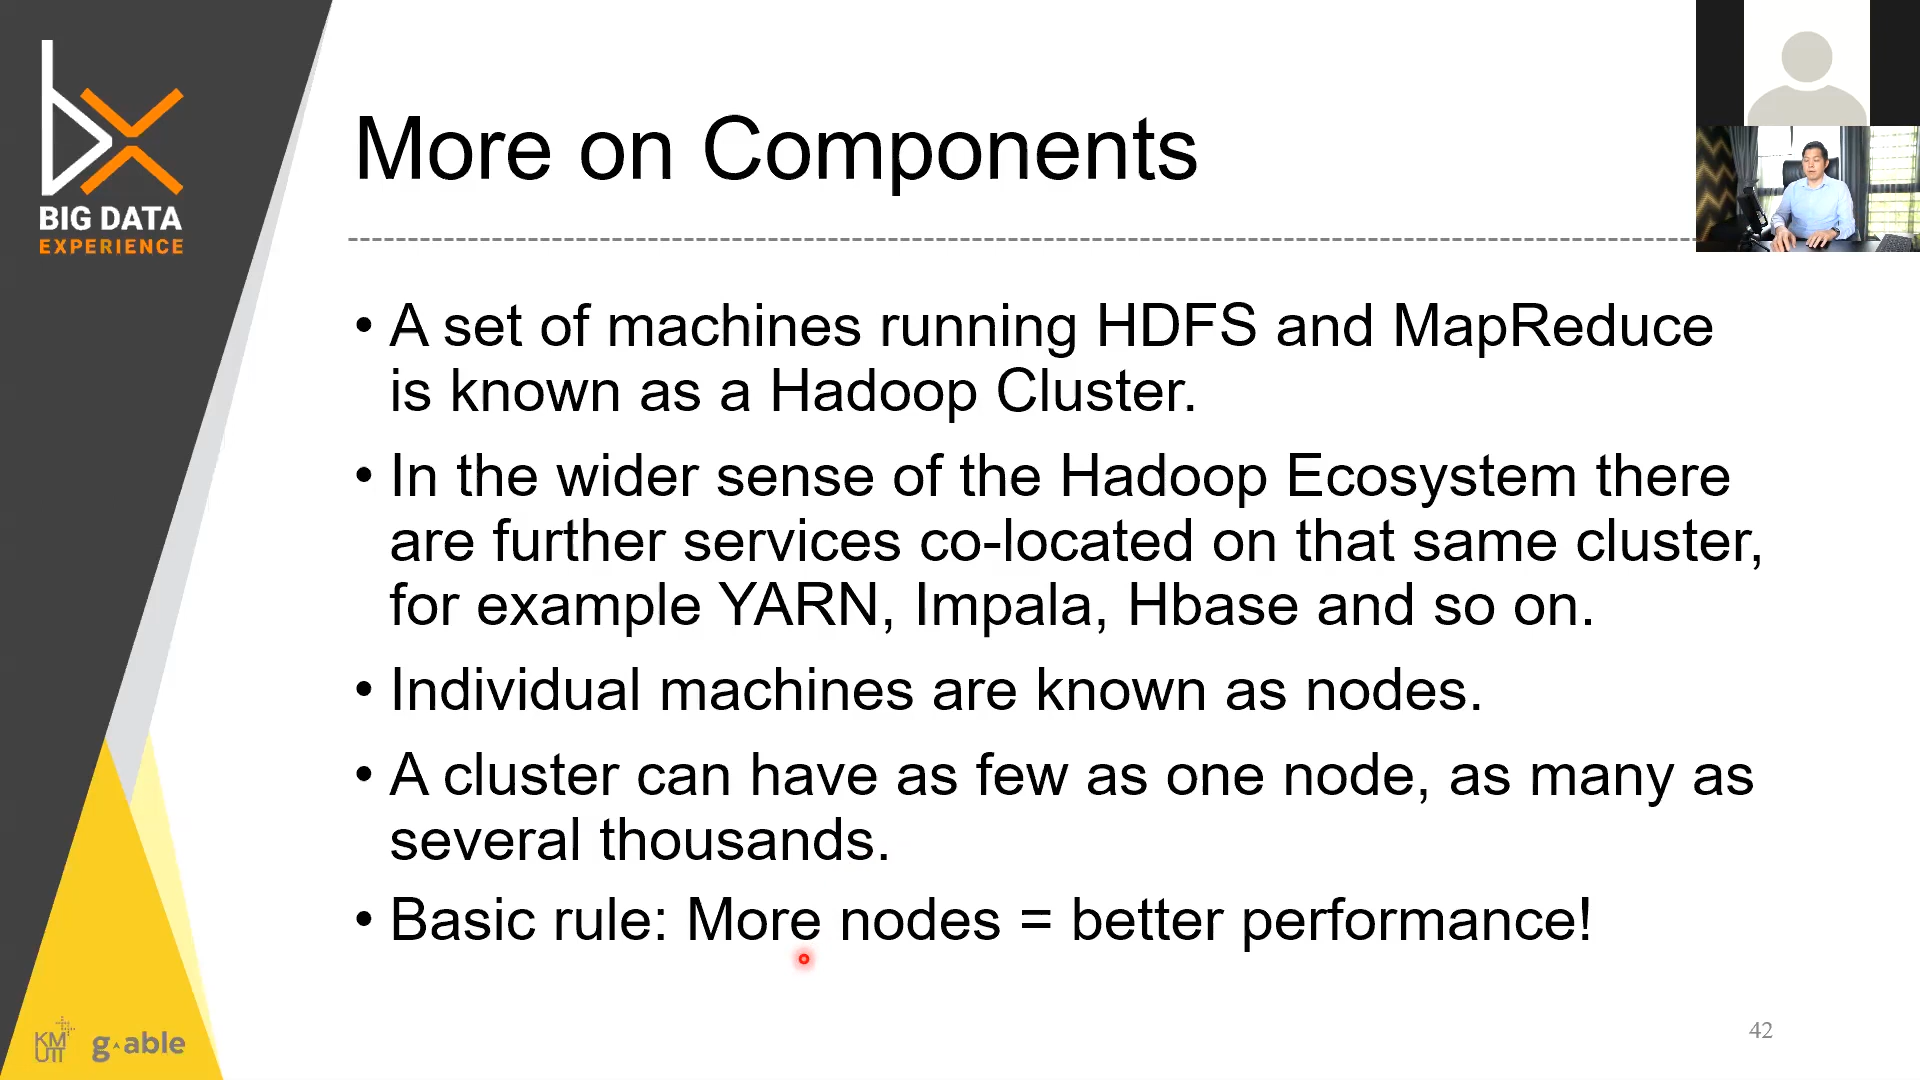 BIG DATA
EXPERIENCE
More on Components
• A set of machines running HDFS and MapReduce
is known as a Hadoop Cluster.
• In the wider sense of the Hadoop Ecosystem there
are further services co-located on that same cluster,
for example YARN, Impala, Hbase and so on.
• Individual machines are known as nodes.
• A cluster can have as few as one node, as many as
several thousands.
• Basic rule: More nodes = better performance!
KM
UTT
g-able
42